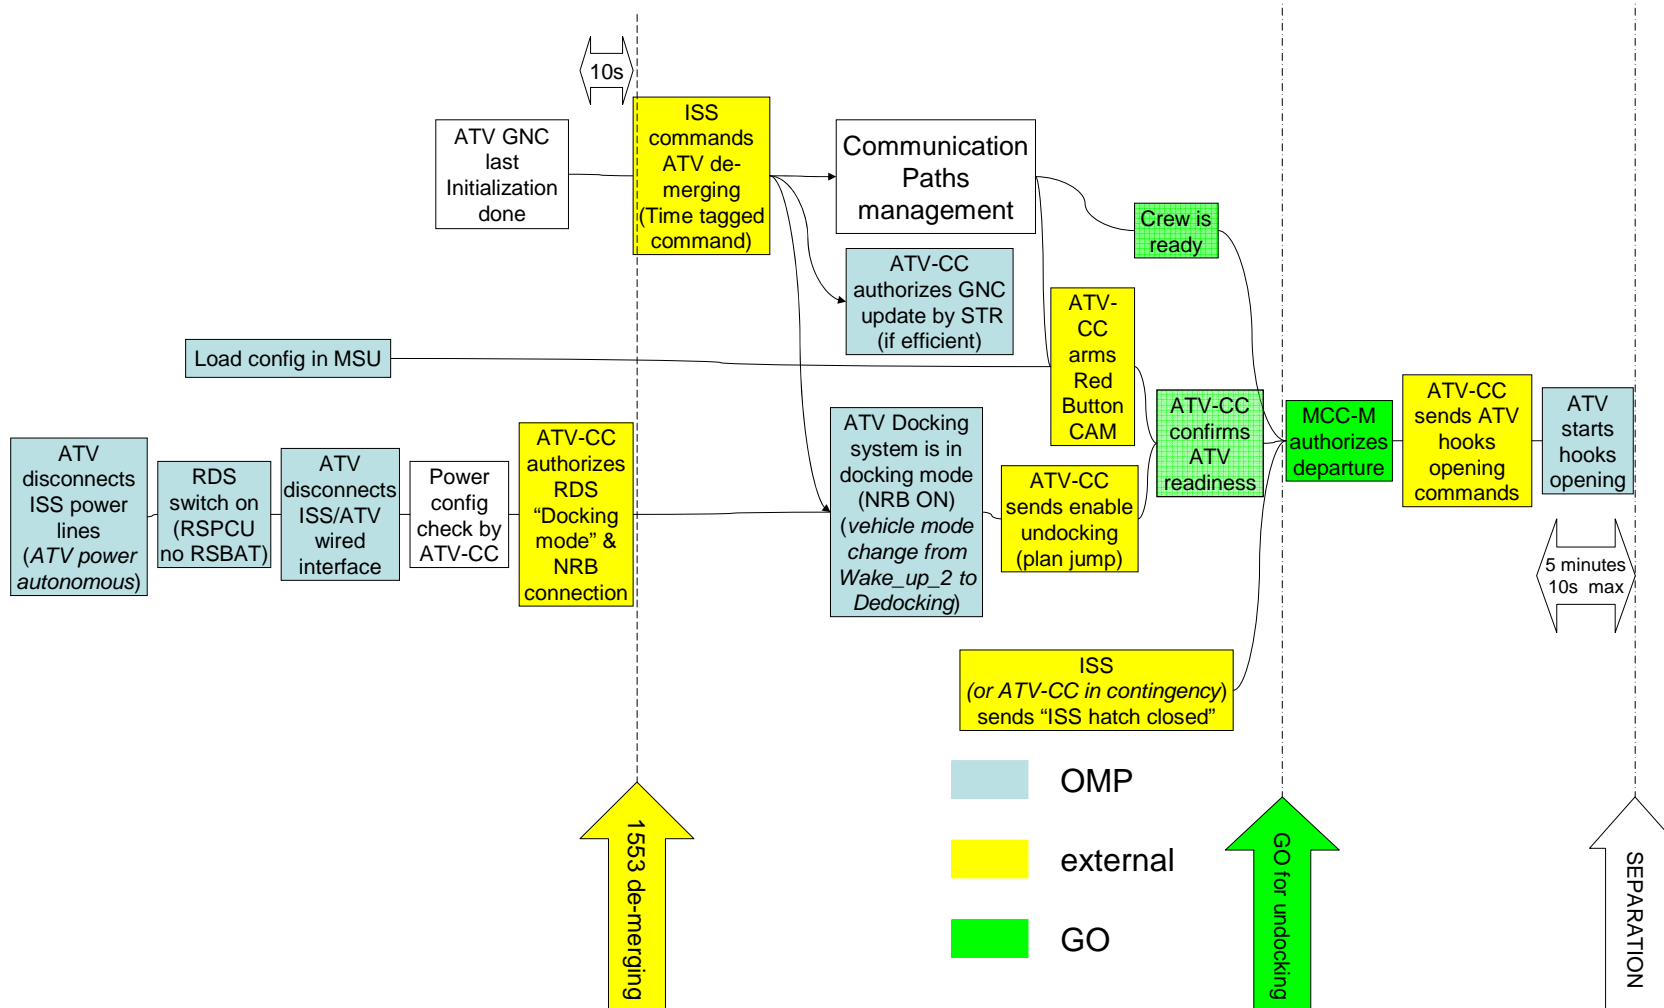 10s
ATV GNC
last
Initialization
done
ISS
commands
ATV de-
merging
(Time tagged
command)
Communication
Paths
management
Crew is
ready
ATV-CC
authorizes GNC
update by STR
(if efficient)
Load config in MSU
ATV-
CC
arms
Red
Button
CAM
ATV
disconnects
ISS power
lines
(ATV power
autonomous)
RDS
switch on
(RSPCU
no RSBAT)
ATV
disconnects
ISS/ATV
wired
interface
Power
config
check by
ATV-CC
ATV-CC
authorizes
RDS
“Docking
mode” &
NRB
connection
ATV Docking
system is in
docking mode
(NRB ON)
(vehicle mode
change from
Wake_up_2 to
Dedocking)
ATV-CC
sends enable
undocking
(plan jump)
ATV-CC
confirms
ATV
readiness
MCC-M
authorizes
departure
ATV-CC
sends ATV
hooks
opening
commands
ATV
starts
hooks
opening
5 minutes
10s max
ISS
(or ATV-CC in contingency)
sends “ISS hatch closed”
OMP
external
GO
1553 de-merging
GO for undocking
SEPARATION